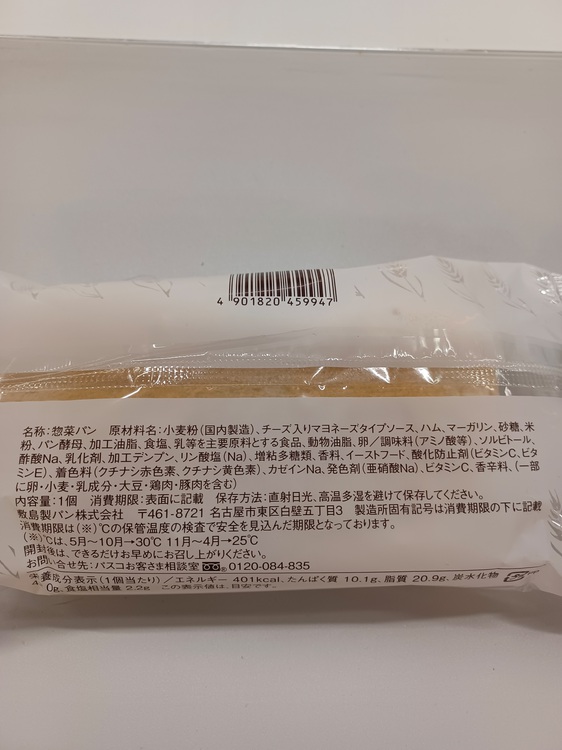 4 901820 459947
名称:惣菜パン 原材料名:小麦粉(国内製造)、チーズ入りマヨネーズタイプソース、ハム、マーガリン、砂糖、米
粉、パン酵母、加工油脂、食塩、乳等を主要原料とする食品、動物油脂、卵/調味料(アミノ酸等)、ソルビトール、
酢酸Na、乳化剤、加工デンプン、リン酸塩(Na)、増粘多糖類、香料、イーストフード、酸化防止剤(ビタミンC、ビタ
ミンE)、着色料(クチナシ赤色素、クチナシ黄色素)、カゼインNa、発色剤(亜硝酸Na)、ビタミンC、香辛料、(一部
に卵・小麦・乳成分・大豆・鶏肉・豚肉を含む)
内容量:1個 消費期限:表面に記載 保存方法:直射日光、高温多湿を避けて保存してください。
敷島製パン株式会社 〒461-8721 名古屋市東区白壁五丁目3 製造所固有記号は消費期限の下に記載
消費期限は(※)℃の保管温度の検査で安全を見込んだ期限となっております。
(※)℃は、5月〜10月→30℃ 11月〜4月→25℃
開封後は、できるだけお早めにお召し上がりください。
お問い合せ先:パスコお客さま相談室 0120-084-835
栄養成分表示(1個当たり)/エネルギー 401kcal、たんぱく質 10.1g、脂質 20.9g、炭水化物
0g、食塩相当量 2.2g この表示値は、目安です。